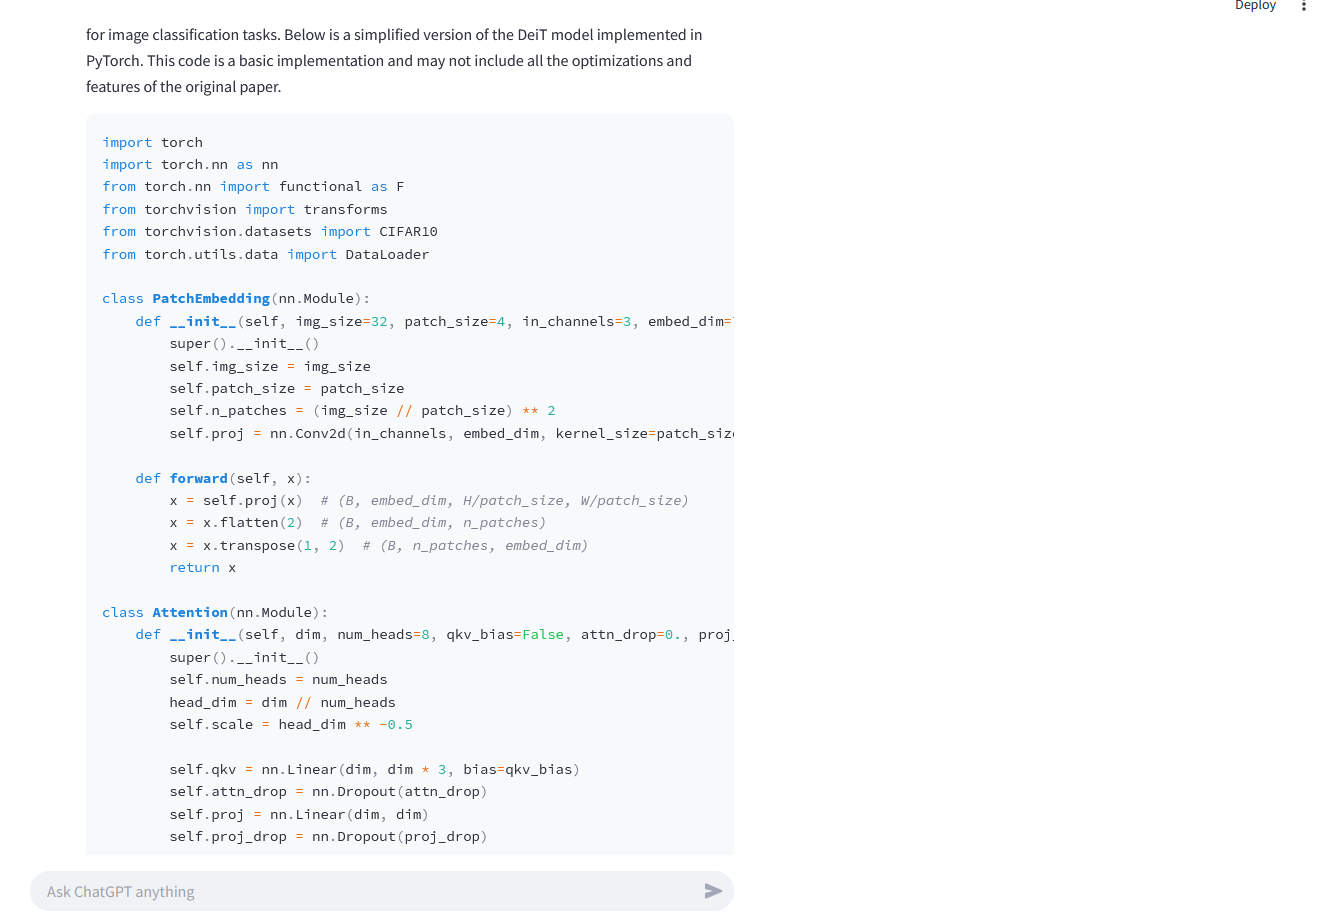 Deploy
for image classification tasks. Below is a simplified version of the DeiT model implemented in
PyTorch. This code is a basic implementation and may not include all the optimizations and
features of the original paper.
import torch
import torch.nn as nn
from torch.nn import functional as F
from torchvision import transforms
from torchvision.datasets import CIFAR10
from torch.utils.data import DataLoader

class PatchEmbedding(nn.Module):
    def __init__(self, img_size=32, patch_size=4, in_channels=3, embed_dim=
        super().__init__()
        self.img_size = img_size
        self.patch_size = patch_size
        self.n_patches = (img_size // patch_size) ** 2
        self.proj = nn.Conv2d(in_channels, embed_dim, kernel_size=patch_size

    def forward(self, x):
        x = self.proj(x)  # (B, embed_dim, H/patch_size, W/patch_size)
        x = x.flatten(2)  # (B, embed_dim, n_patches)
        x = x.transpose(1, 2)  # (B, n_patches, embed_dim)
        return x

class Attention(nn.Module):
    def __init__(self, dim, num_heads=8, qkv_bias=False, attn_drop=0., proj_
        super().__init__()
        self.num_heads = num_heads
        head_dim = dim // num_heads
        self.scale = head_dim ** -0.5

        self.qkv = nn.Linear(dim, dim * 3, bias=qkv_bias)
        self.attn_drop = nn.Dropout(attn_drop)
        self.proj = nn.Linear(dim, dim)
        self.proj_drop = nn.Dropout(proj_drop)
Ask ChatGPT anything